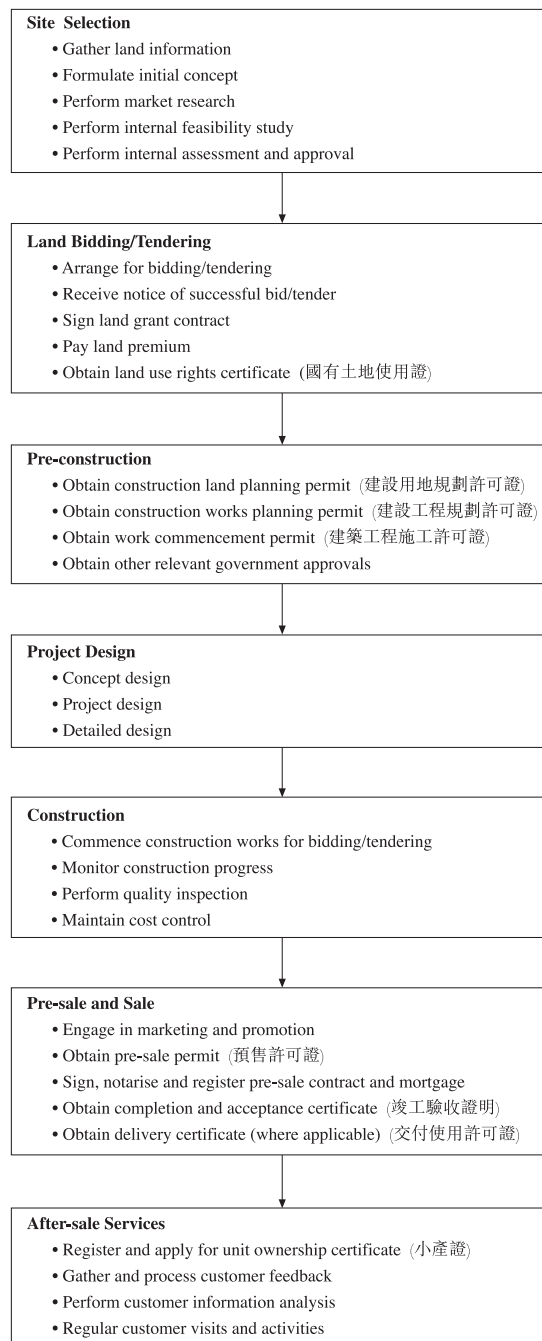 Site Selection
• Gather land information
• Formulate initial concept
• Perform market research
• Perform internal feasibility study
• Perform internal assessment and approval
Land Bidding/Tendering
• Arrange for bidding/tendering
• Receive notice of successful bid/tender
• Sign land grant contract
• Pay land premium
• Obtain land use rights certificate (國有土地使用證)
Pre-construction
• Obtain construction land planning permit (建設用地規劃許可證)
• Obtain construction works planning permit (建設工程規劃許可證)
• Obtain work commencement permit (建築工程施工許可證)
• Obtain other relevant government approvals
Project Design
• Concept design
• Project design
• Detailed design
Construction
• Commence construction works for bidding/tendering
• Monitor construction progress
• Perform quality inspection
• Maintain cost control
Pre-sale and Sale
• Engage in marketing and promotion
• Obtain pre-sale permit (預售許可證)
• Sign, notarise and register pre-sale contract and mortgage
• Obtain completion and acceptance certificate (竣工驗收證明)
• Obtain delivery certificate (where applicable) (交付使用許可證)
After-sale Services
• Register and apply for unit ownership certificate (小產證)
• Gather and process customer feedback
• Perform customer information analysis
• Regular customer visits and activities